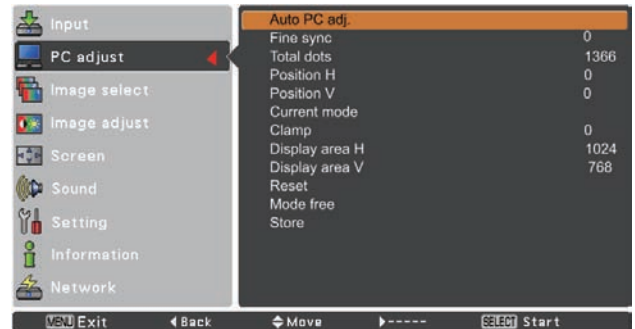 Input
PC adjust
Image select
Image adjust
Screen
Sound
Setting
Information
Network
Auto PC adj.
Fine sync 0
Total dots 1366
Position H 0
Position V 0
Current mode
Clamp 0
Display area H 1024
Display area V 768
Reset
Mode free
Store
MENU Exit ◀Back Move ▶----- SELECT Start